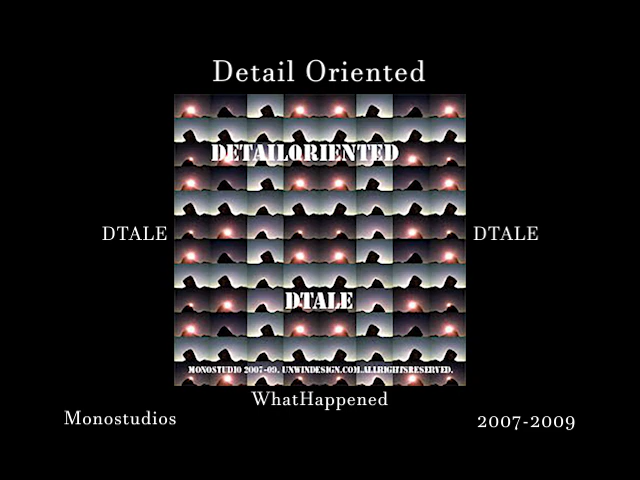 Detail Oriented
DETAILORIENTED
DTALE
DTALE
DTALE
MONOSTUDIO 2007-09. UNWINDESIGN.COM.ALLRIGHTSRESERVED.
WhatHappened
Monostudios
2007-2009